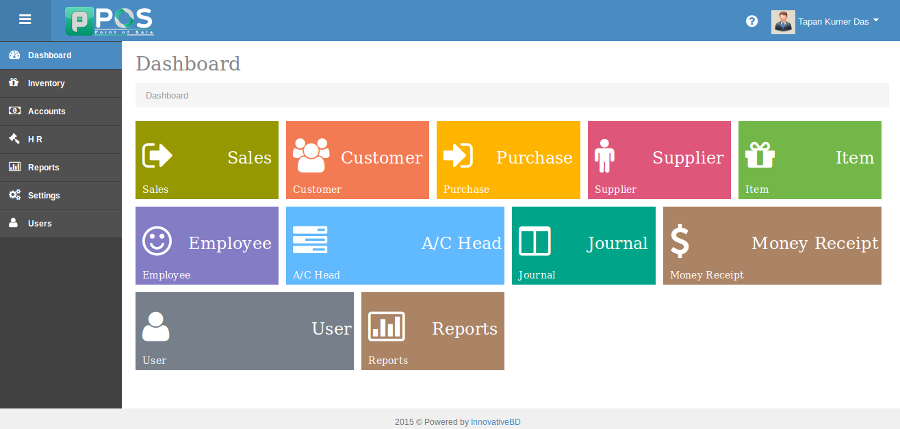 PPOS
Point of Sale
Tapan Kumer Das
Dashboard
Inventory
Accounts
H R
Reports
Settings
Users
Dashboard
Dashboard
Sales
Sales
Customer
Customer
Purchase
Purchase
Supplier
Supplier
Item
Item
Employee
Employee
A/C Head
A/C Head
Journal
Journal
Money Receipt
Money Receipt
User
User
Reports
Reports
2015 © Powered by InnovativeBD